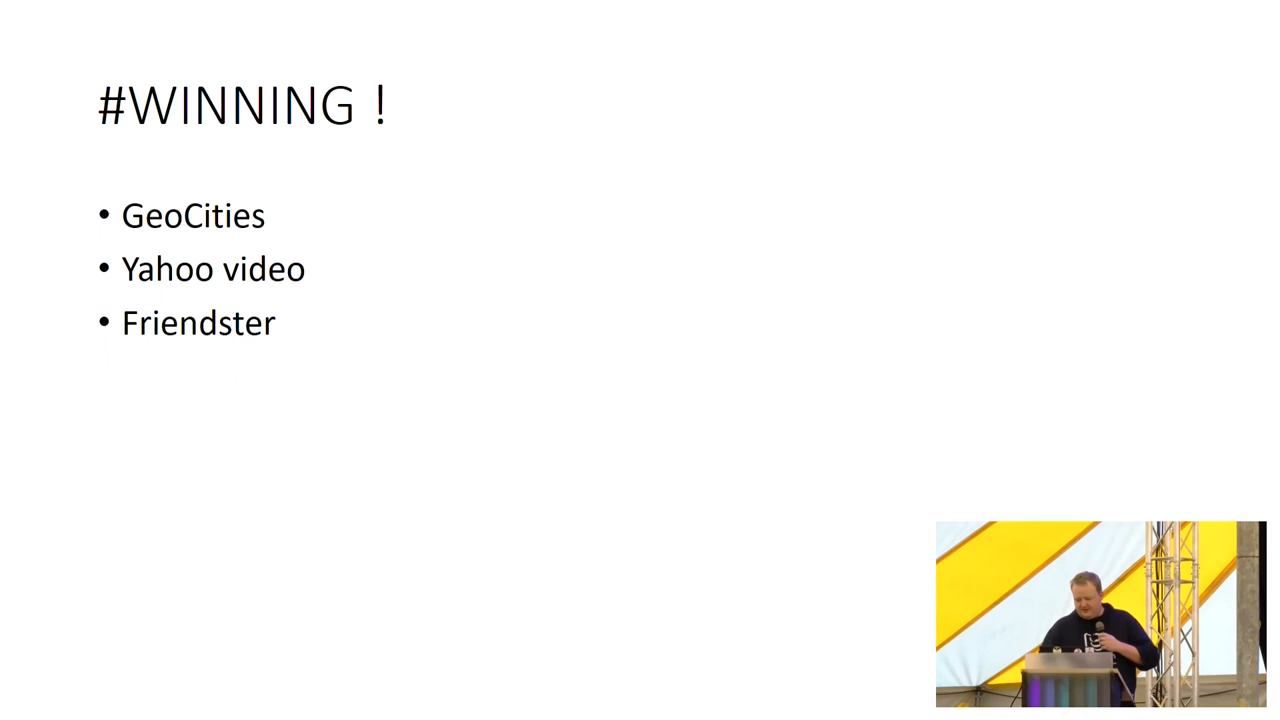 #WINNING !
• GeoCities
• Yahoo video
• Friendster